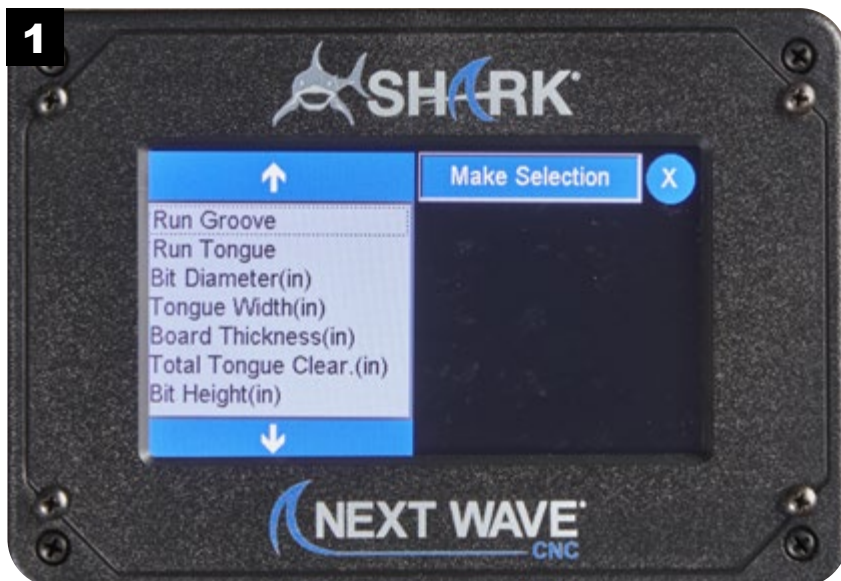 1
SHARK
Make Selection X
Run Groove
Run Tongue
Bit Diameter(in)
Tongue Width(in)
Board Thickness(in)
Total Tongue Clear.(in)
Bit Height(in)
NEXT WAVE
CNC